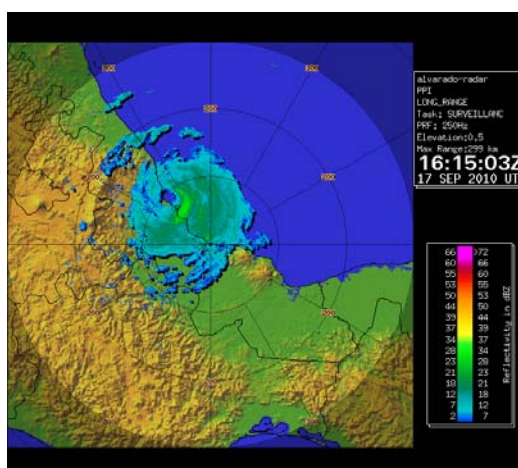 alvarado-radar
PPI
LONG_RANGE
Task: SURVEILLANC
PRF: 250Hz
Elevation:0.5
Max Range:299 km
16:15:03Z
17 SEP 2010 UT
66 >72
60 66
55 60
53 55
50 53
44 50
39 44
37 39
34 37
28 34
23 28
21 23
18 21
12 18
7 12
2 7
Reflectivity in dBZ